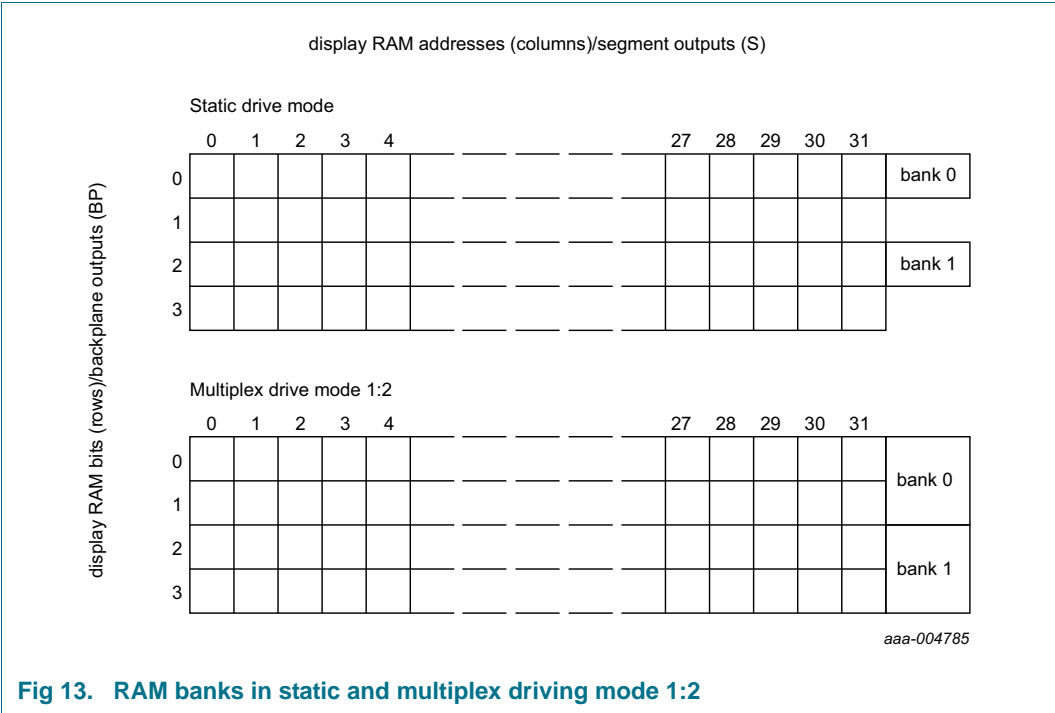 display RAM addresses (columns)/segment outputs (S)
display RAM bits (rows)/backplane outputs (BP)
Static drive mode
0 1 2 3 4 27 28 29 30 31
0 bank 0
1
2 bank 1
3
Multiplex drive mode 1:2
0 1 2 3 4 27 28 29 30 31
0
bank 0
1
2
bank 1
3
aaa-004785
Fig 13. RAM banks in static and multiplex driving mode 1:2